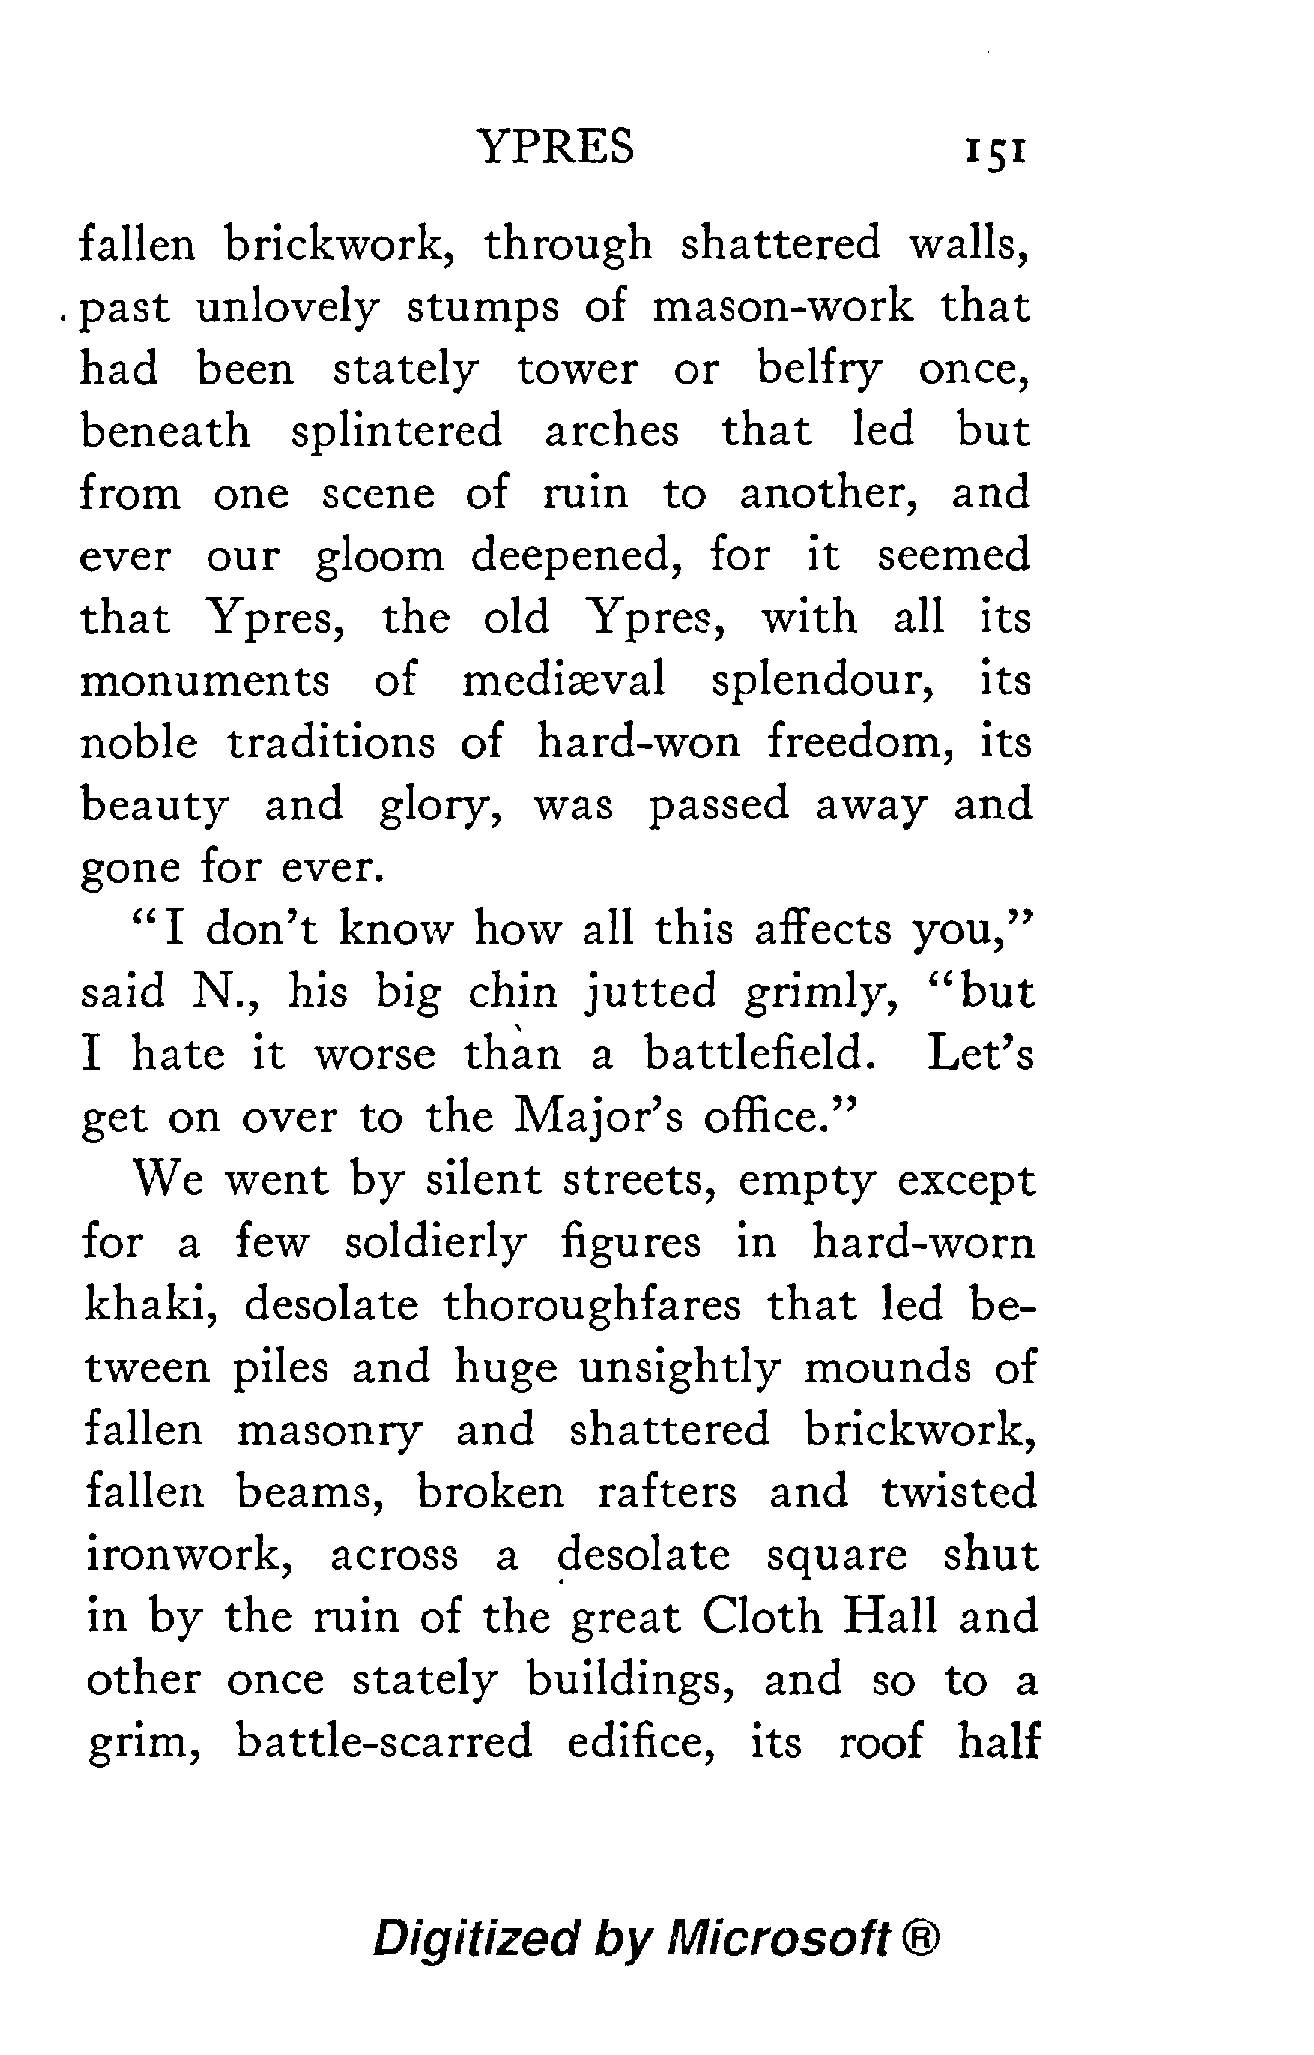 YPRES 151
fallen brickwork, through shattered walls,
past unlovely stumps of mason-work that
had been stately tower or belfry once,
beneath splintered arches that led but
from one scene of ruin to another, and
ever our gloom deepened, for it seemed
that Ypres, the old Ypres, with all its
monuments of mediæval splendour, its
noble traditions of hard-won freedom, its
beauty and glory, was passed away and
gone for ever.
“I don’t know how all this affects you,”
said N., his big chin jutted grimly, “but
I hate it worse than a battlefield. Let’s
get on over to the Major’s office.”
We went by silent streets, empty except
for a few soldierly figures in hard-worn
khaki, desolate thoroughfares that led be-
tween piles and huge unsightly mounds of
fallen masonry and shattered brickwork,
fallen beams, broken rafters and twisted
ironwork, across a desolate square shut
in by the ruin of the great Cloth Hall and
other once stately buildings, and so to a
grim, battle-scarred edifice, its roof half
Digitized by Microsoft ®